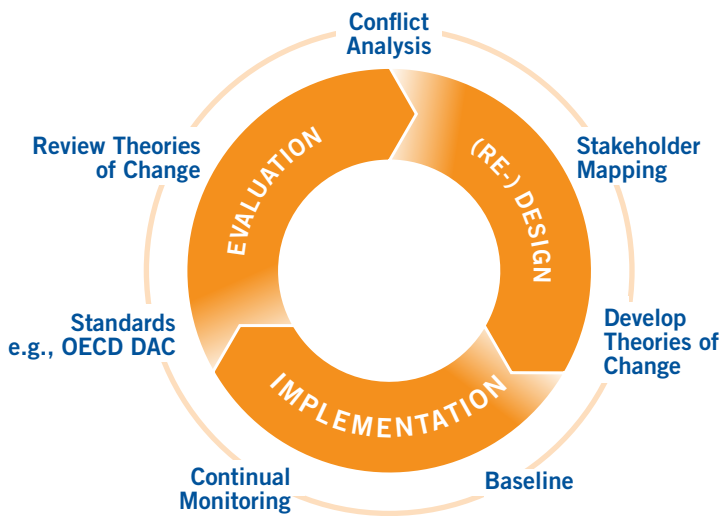 Conflict
Analysis
Stakeholder
Mapping
Develop
Theories of
Change
Baseline
Continual
Monitoring
Standards
e.g., OECD DAC
Review Theories
of Change
EVALUATION
(RE-) DESIGN
IMPLEMENTATION